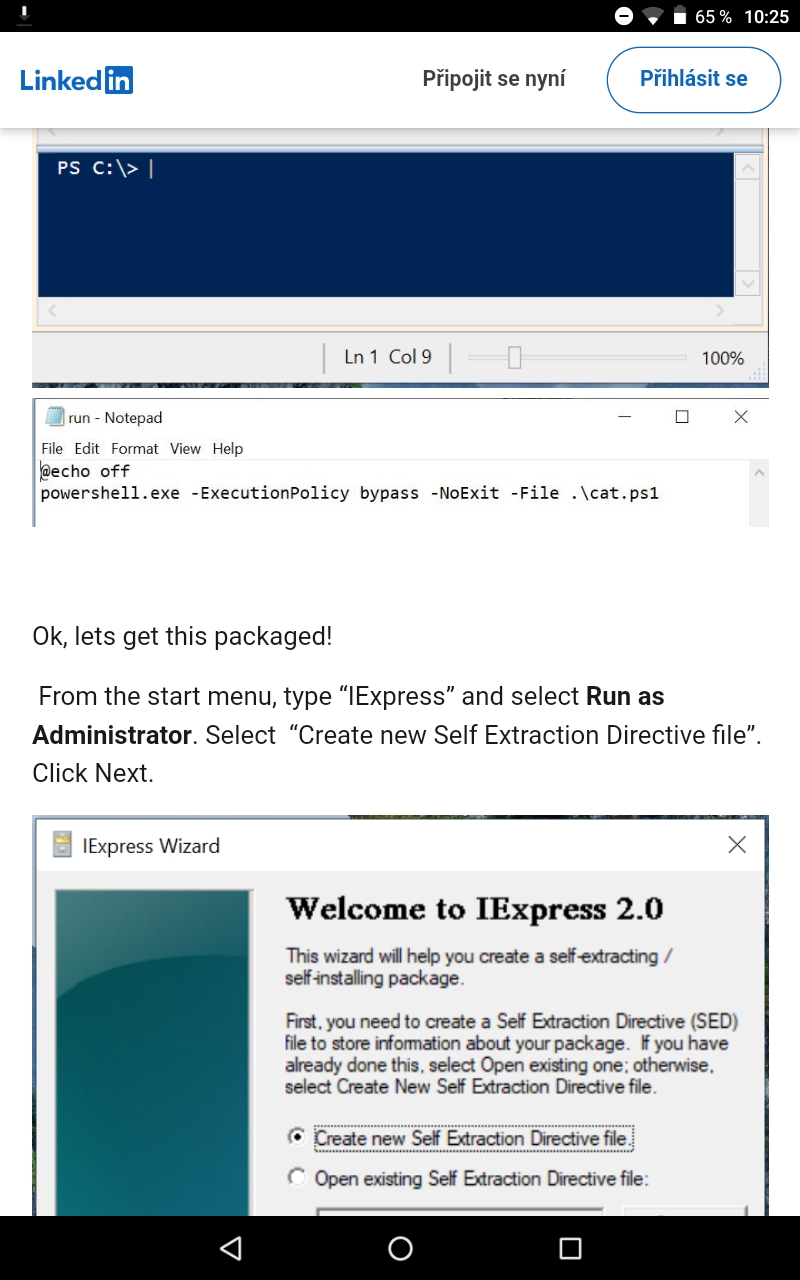 65 % 10:25
Linked in
Připojit se nyní
Přihlásit se
PS C:\>
Ln 1 Col 9
100%
run - Notepad
File Edit Format View Help
@echo off
powershell.exe -ExecutionPolicy bypass -NoExit -File .\cat.ps1
Ok, lets get this packaged!
From the start menu, type “IExpress” and select Run as
Administrator. Select “Create new Self Extraction Directive file”.
Click Next.
IExpress Wizard
Welcome to IExpress 2.0
This wizard will help you create a self-extracting /
self-installing package.
First, you need to create a Self Extraction Directive (SED)
file to store information about your package. If you have
already done this, select Open existing one; otherwise,
select Create New Self Extraction Directive file.
Create new Self Extraction Directive file.
Open existing Self Extraction Directive file: